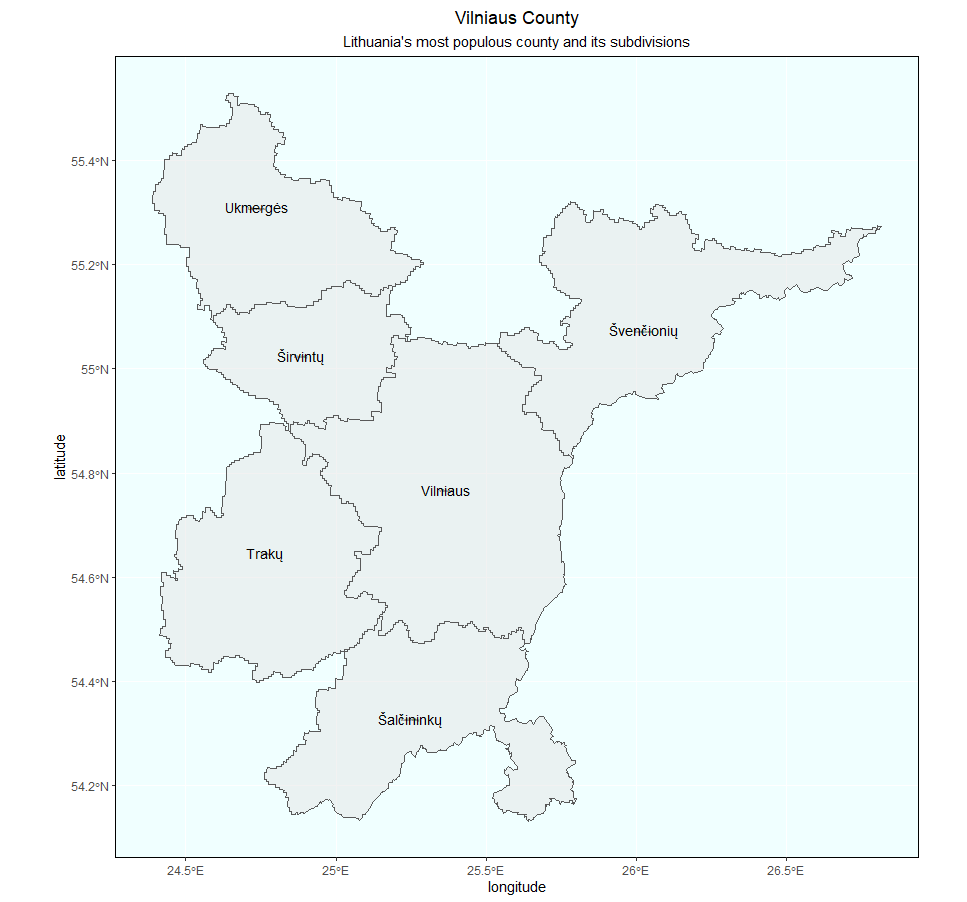 Vilniaus County
Lithuania's most populous county and its subdivisions
latitude
55.4°N
55.2°N
55°N
54.8°N
54.6°N
54.4°N
54.2°N
Ukmergės
Švenčionių
Širvintų
Vilniaus
Trakų
Šalčininkų
24.5°E
25°E
25.5°E
26°E
26.5°E
longitude